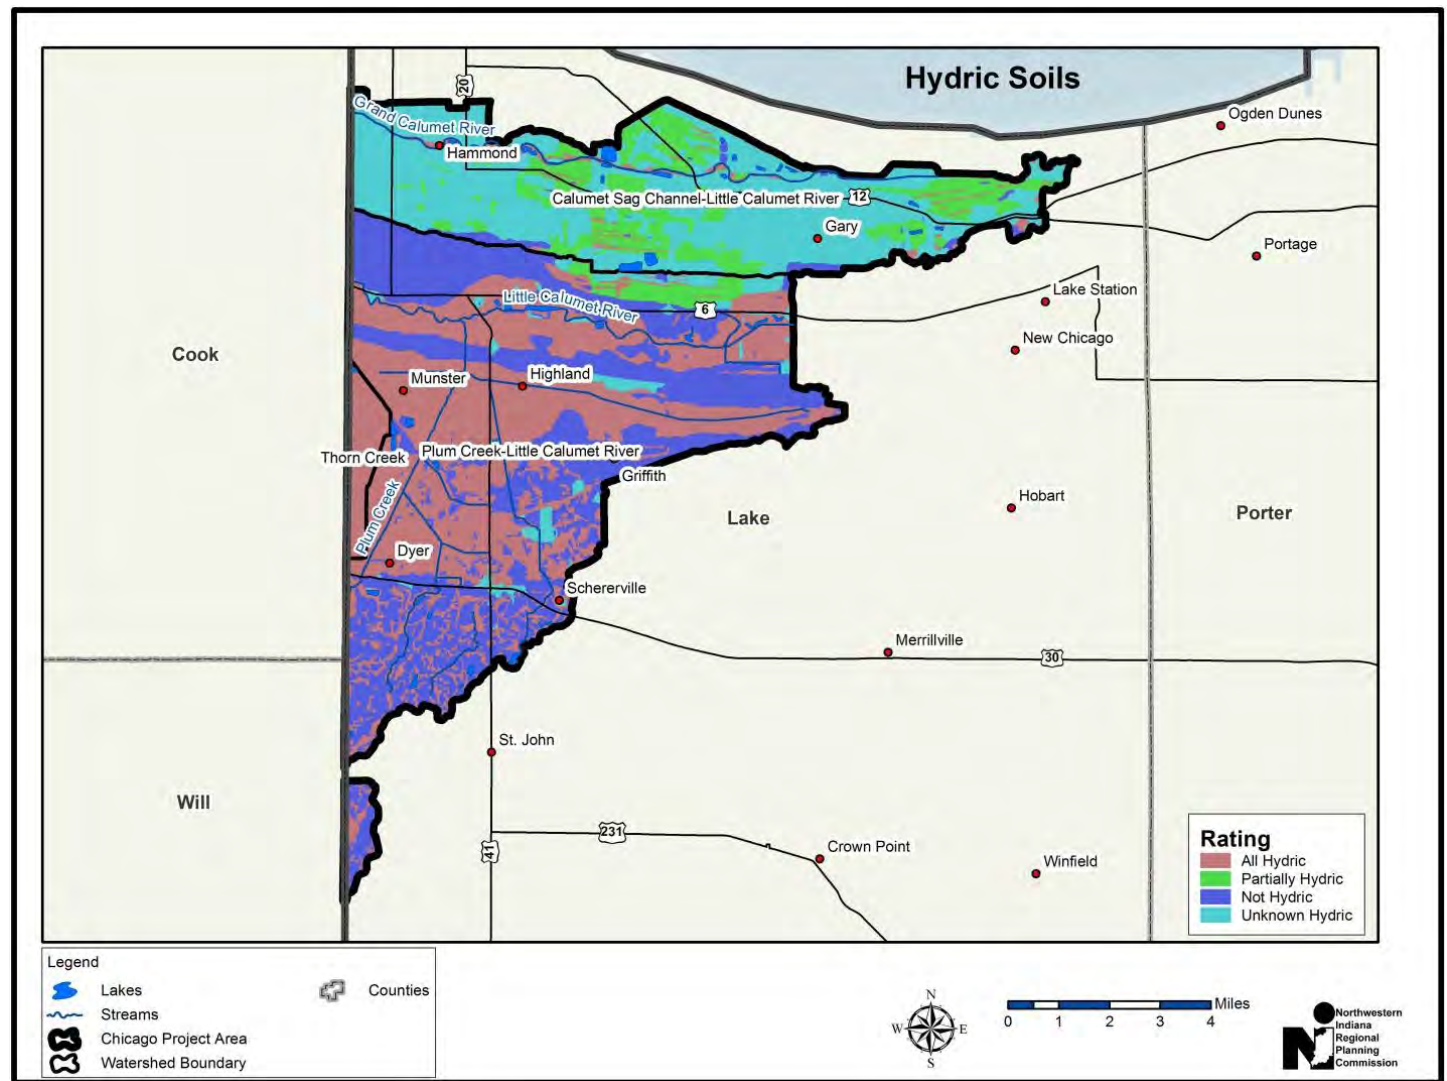 Hydric Soils
20
Grand Calumet River
Hammond
Ogden Dunes
Calumet Sag Channel-Little Calumet River
12
Gary
Portage
Lake Station
Little Calumet River
6
New Chicago
Cook
Munster
Highland
Thorn Creek
Plum Creek-Little Calumet River
Griffith
Plum Creek
Hobart
Lake
Porter
Dyer
Schererville
Merrillville
30
St. John
Will
231
41
Crown Point
Winfield
Rating
All Hydric
Partially Hydric
Not Hydric
Unknown Hydric
Legend
Lakes
Counties
Streams
Chicago Project Area
Watershed Boundary
N
W E
S
Miles
0 1 2 3 4
Northwestern
Indiana
Regional
Planning
Commission